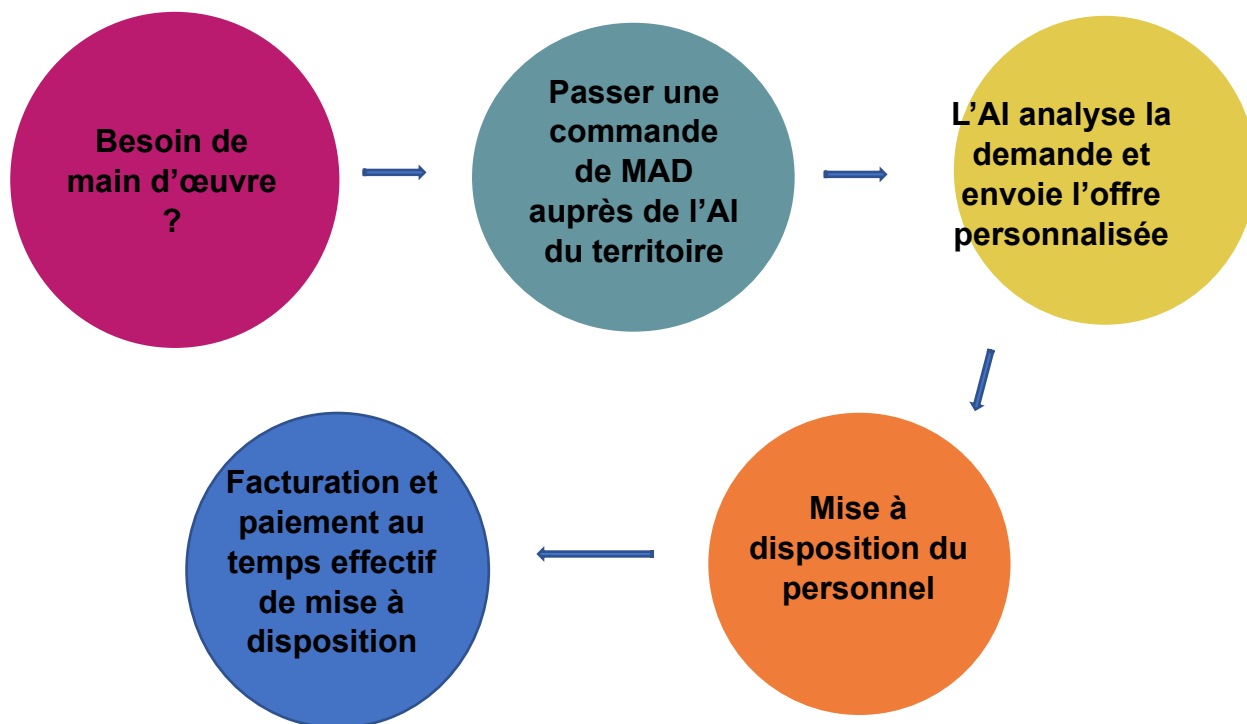 Besoin de
main d'œuvre
?
Passer une
commande
de MAD
auprès de l'AI
du territoire
L'AI analyse la
demande et
envoie l'offre
personnalisée
Mise à
disposition du
personnel
Facturation et
paiement au
temps effectif
de mise à
disposition